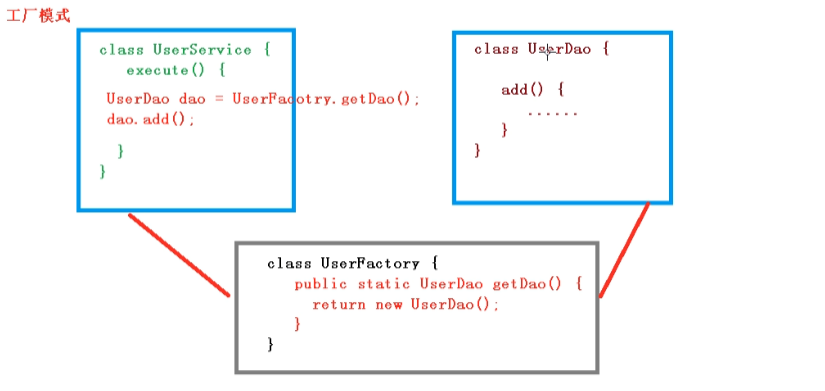 工厂模式
class UserService {
execute() {
UserDao dao = UserFacotry.getDao();
dao.add();
}
}
class UserDao {
add() {
......
}
}
class UserFactory {
public static UserDao getDao() {
return new UserDao();
}
}